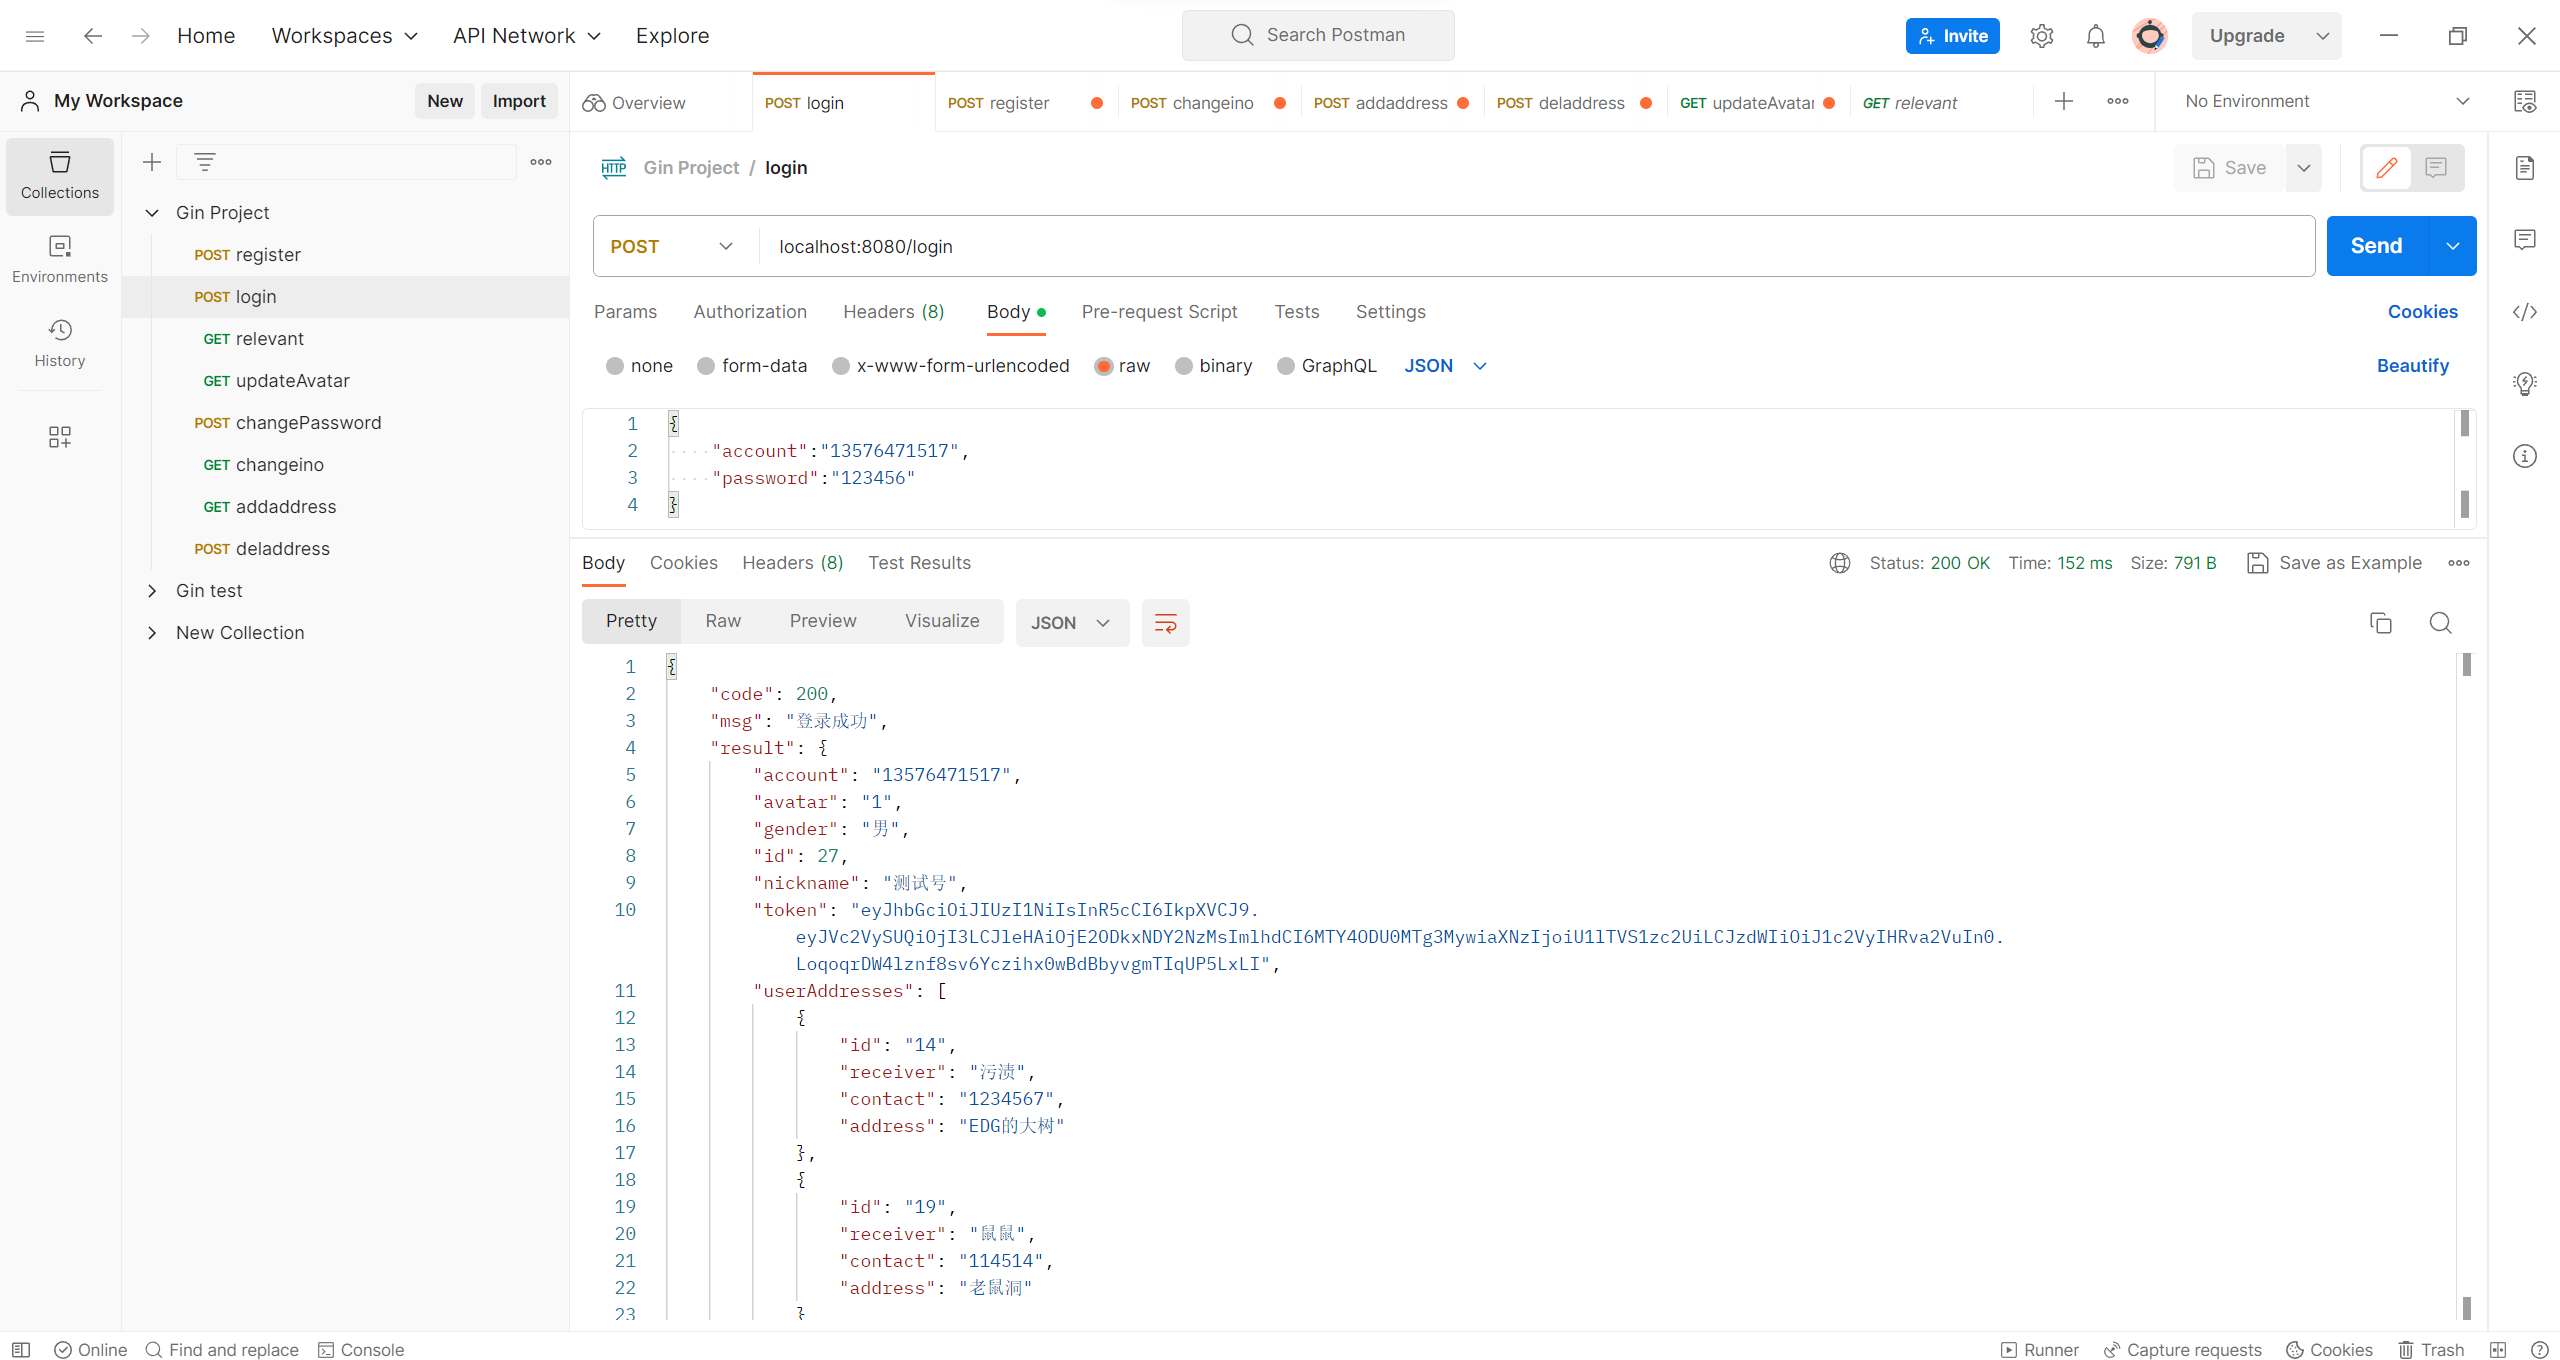 Home Workspaces API Network Explore Search Postman Invite Upgrade
My Workspace New Import Overview POST login POST register POST changeino POST addaddress POST deladdress GET updateAvatar GET relevant No Environment
Collections
Environments
History
Gin Project
POST register
POST login
GET relevant
GET updateAvatar
POST changePassword
GET changeino
GET addaddress
POST deladdress
Gin test
New Collection
HTTP Gin Project / login Save
POST localhost:8080/login Send
Params Authorization Headers (8) Body Pre-request Script Tests Settings Cookies
none form-data x-www-form-urlencoded raw binary GraphQL JSON Beautify
1 {
2 "account":"13576471517",
3 "password":"123456"
4 }
Body Cookies Headers (8) Test Results Status: 200 OK Time: 152 ms Size: 791 B Save as Example
Pretty Raw Preview Visualize JSON
1 {
2 "code": 200,
3 "msg": "登录成功",
4 "result": {
5 "account": "13576471517",
6 "avatar": "1",
7 "gender": "男",
8 "id": 27,
9 "nickname": "测试号",
10 "token": "eyJhbGciOiJIUzI1NiIsInR5cCI6IkpXVCJ9.
eyJVc2VySUQiOjI3LCJleHAiOjE2ODkxNDY2NzMsImlhdCI6MTY4ODU0MTg3MywiaXNzIjoiU1lTVS1zc2UiLCJzdWIiOiJ1c2VyIHRva2VuIn0.
LoqoqrDW4lznf8sv6Yczihx0wBdBbyvgmTIqUP5LxLI",
11 "userAddresses": [
12 {
13 "id": "14",
14 "receiver": "污渍",
15 "contact": "1234567",
16 "address": "EDG的大树"
17 },
18 {
19 "id": "19",
20 "receiver": "鼠鼠",
21 "contact": "114514",
22 "address": "老鼠洞"
23 }
Online Find and replace Console Runner Capture requests Cookies Trash